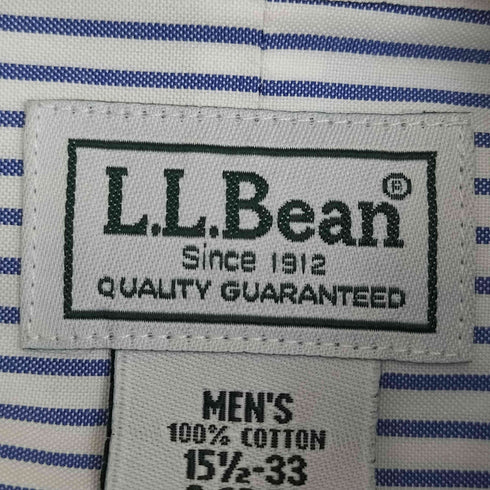 L.L.Bean®
Since 1912
QUALITY GUARANTEED
MEN'S
100% COTTON
15½-33